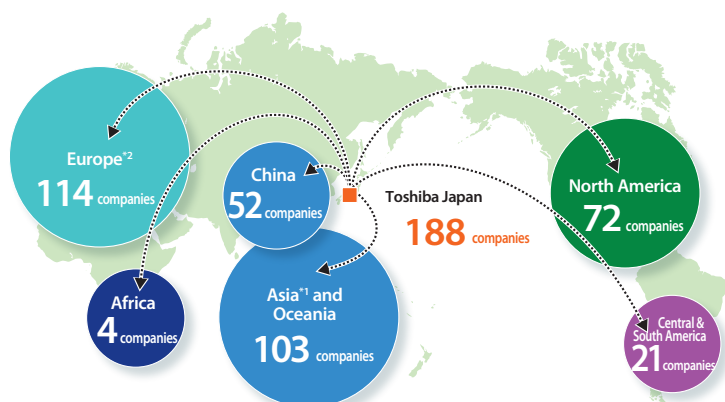 Europe*2
114 companies
China
52 companies
Toshiba Japan
188 companies
North America
72 companies
Africa
4 companies
Asia*1 and
Oceania
103 companies
Central &
South America
21 companies